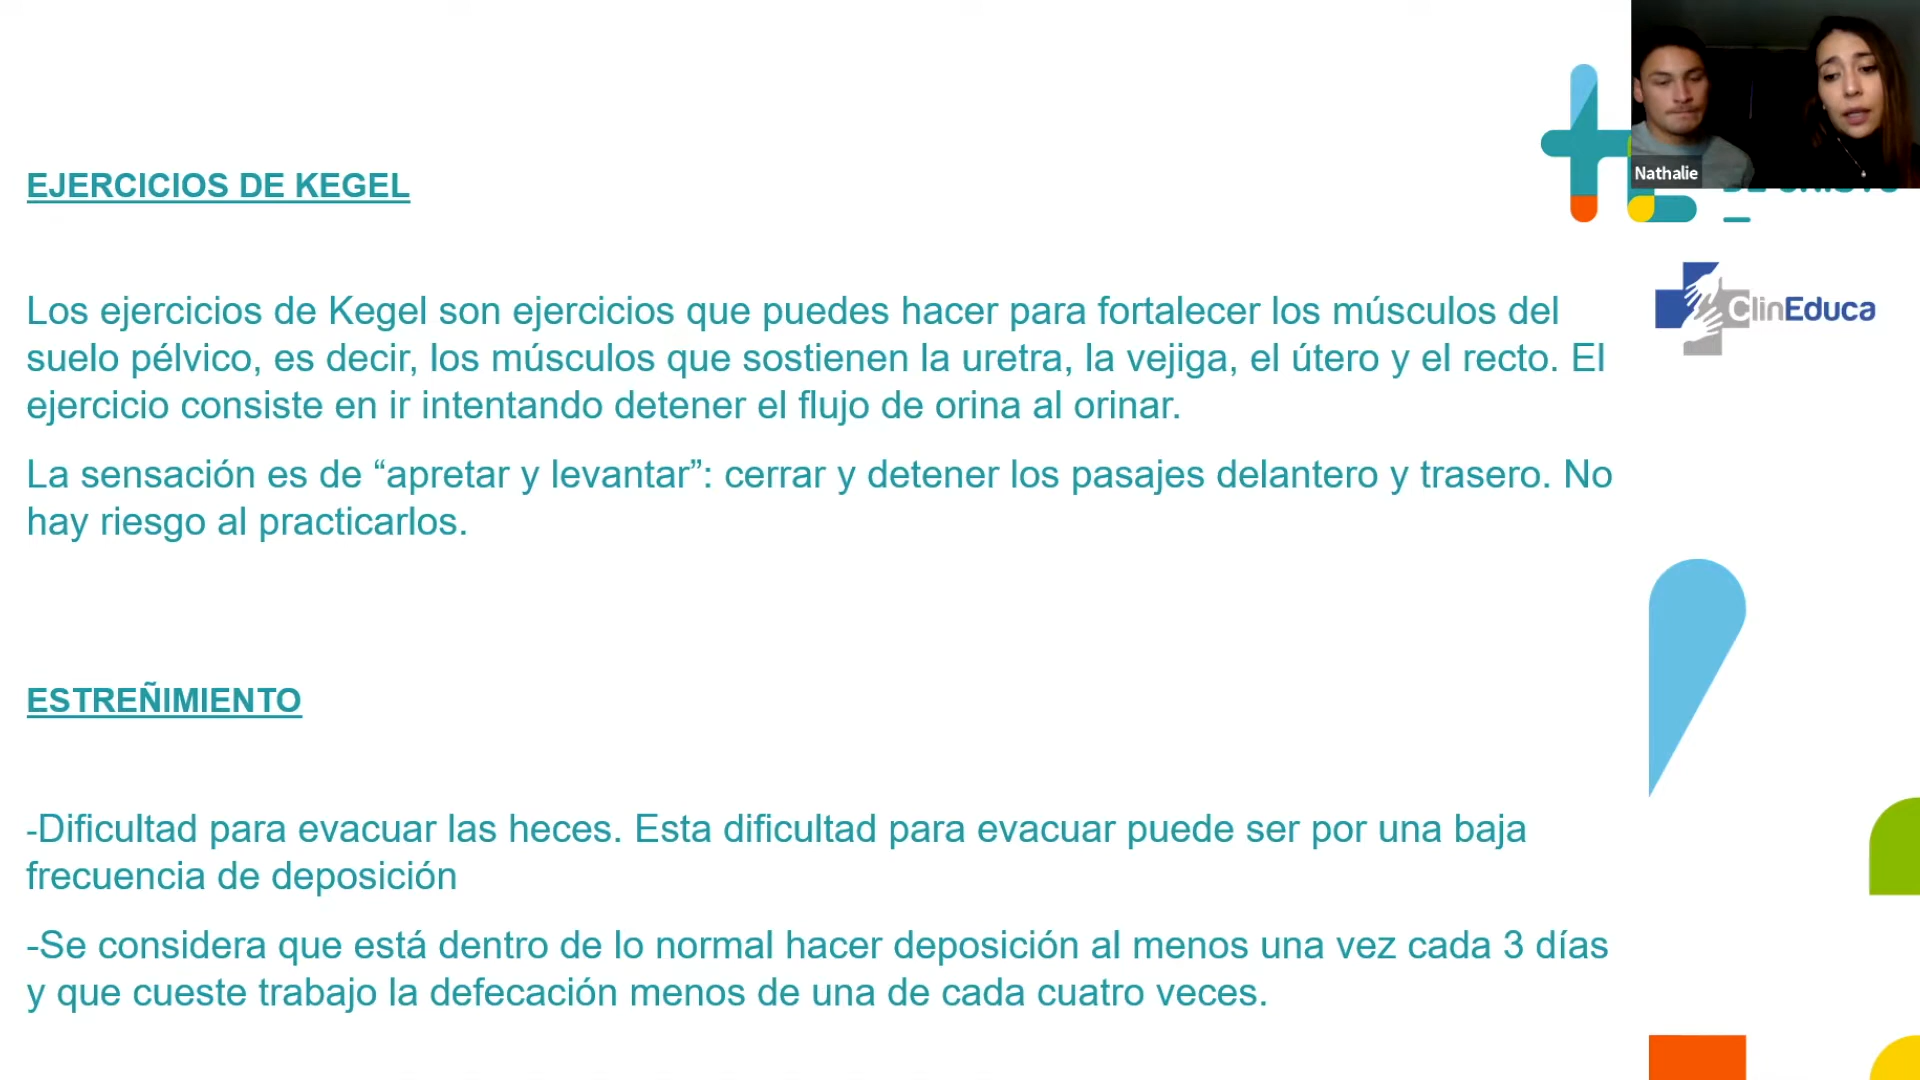 Nathalie
EJERCICIOS DE KEGEL
ClinEduca
Los ejercicios de Kegel son ejercicios que puedes hacer para fortalecer los músculos del
suelo pélvico, es decir, los músculos que sostienen la uretra, la vejiga, el útero y el recto. El
ejercicio consiste en ir intentando detener el flujo de orina al orinar.
La sensación es de “apretar y levantar”: cerrar y detener los pasajes delantero y trasero. No
hay riesgo al practicarlos.
ESTREÑIMIENTO
-Dificultad para evacuar las heces. Esta dificultad para evacuar puede ser por una baja
frecuencia de deposición
-Se considera que está dentro de lo normal hacer deposición al menos una vez cada 3 días
y que cueste trabajo la defecación menos de una de cada cuatro veces.